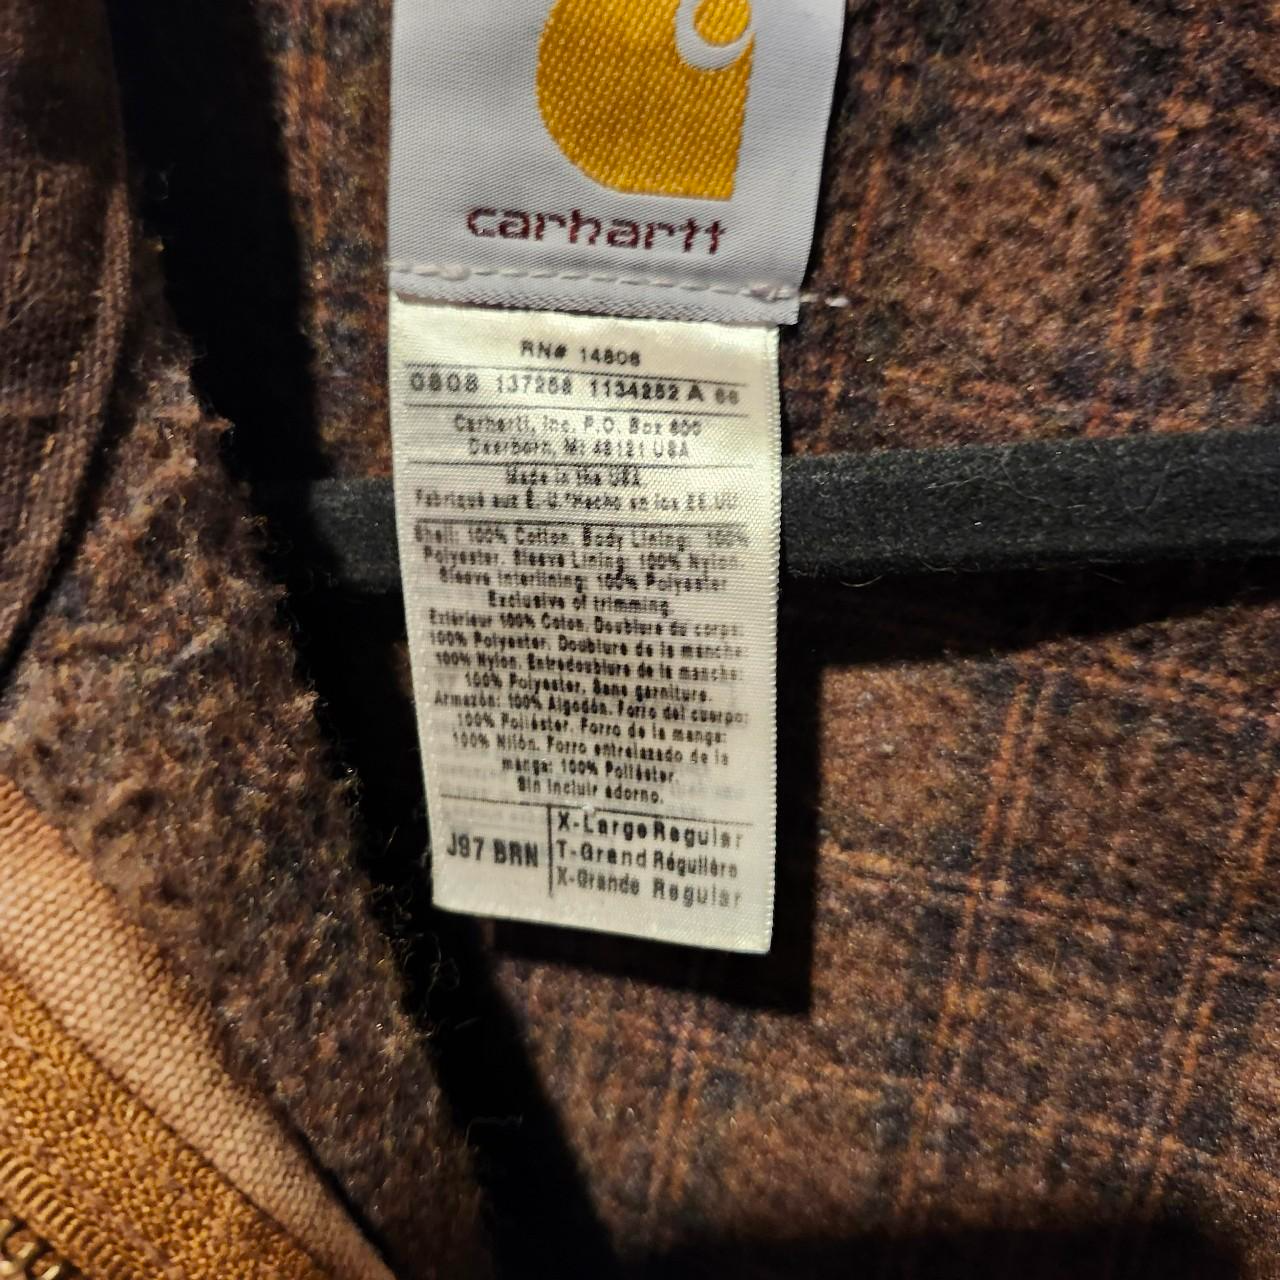 carhartt
RN# 14806
0808 137258 1134252 A 66
Carhartt, Inc. P.O. Box 600
Dearborn, MI 48121 USA
Made in the USA
Fabriqué aux É.-U.*Hecho en los EE.UU
Shell: 100% Cotton. Body Lining: 100%
Polyester. Sleeve Lining: 100% Nylon.
Sleeve Interlining: 100% Polyester
Exclusive of trimming.
Extérieur 100% Coton. Doublure du corps:
100% Polyester. Doublure de la manche:
100% Nylon. Entredoublure de la manche:
100% Polyester. Sans garniture.
Armazón: 100% Algodón. Forro del cuerpo:
100% Poliéster. Forro de la manga:
100% Nilón. Forro entrelazado de la
manga: 100% Poliéster.
Sin incluir adorno.
J97 BRN
X-Large Regular
T-Grand Régulière
X-Grande Regular